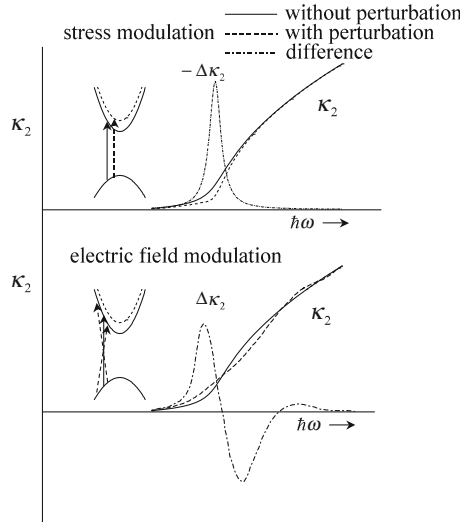 without perturbation
stress modulation
with perturbation
difference
− Δκ₂
κ₂
κ₂
ħω
electric field modulation
κ₂
Δκ₂
κ₂
ħω